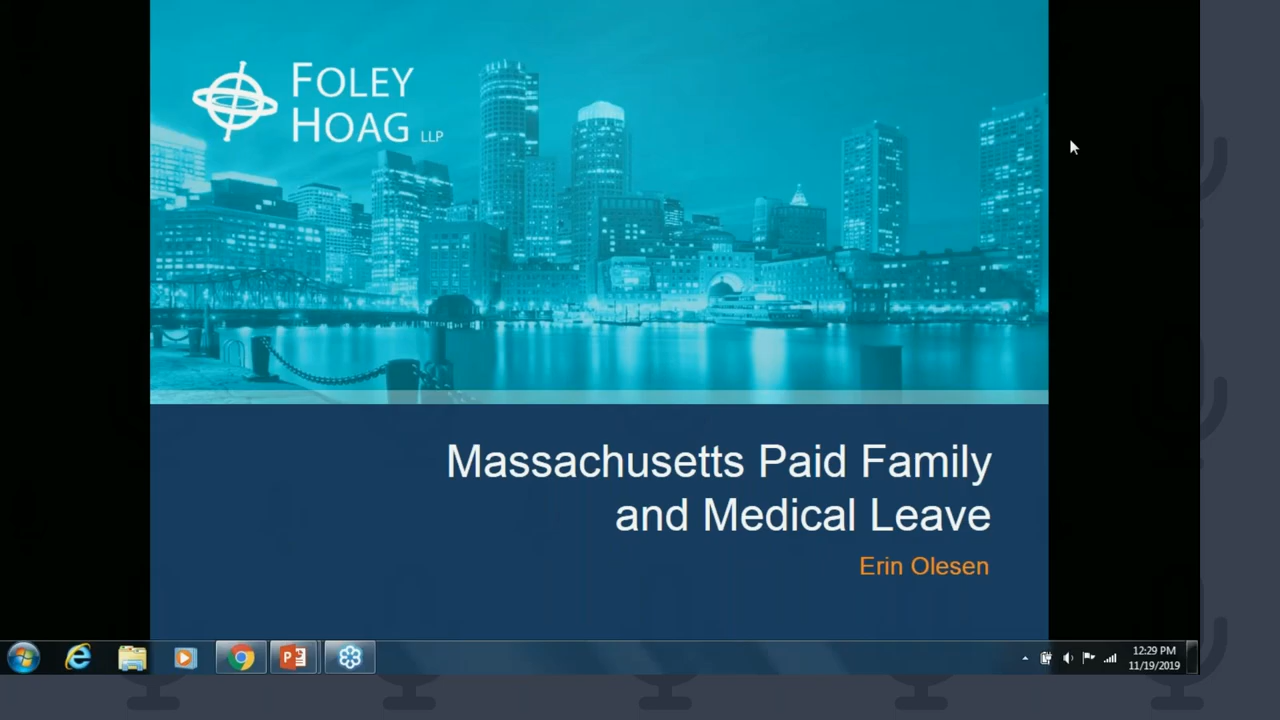 FOLEY
HOAG LLP
Massachusetts Paid Family
and Medical Leave
Erin Olesen
12:29 PM
11/19/2019